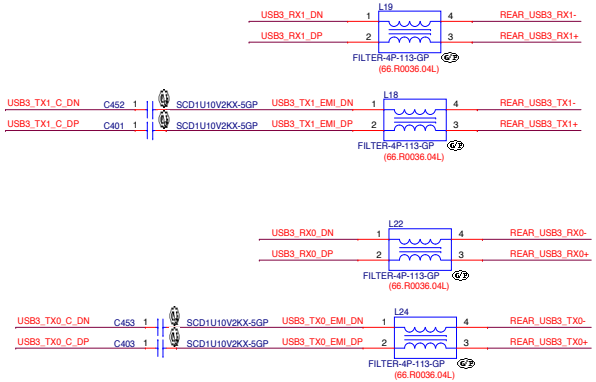 L19
USB3_RX1_DN 1 4 REAR_USB3_RX1-
USB3_RX1_DP 2 3 REAR_USB3_RX1+
FILTER-4P-113-GP G/P
(66.R0036.04L)
L18
USB3_TX1_C_DN C452 1 SCD1U10V2KX-5GP USB3_TX1_EMI_DN 1 4 REAR_USB3_TX1-
USB3_TX1_C_DP C401 1 SCD1U10V2KX-5GP USB3_TX1_EMI_DP 2 3 REAR_USB3_TX1+
FILTER-4P-113-GP G/P
(66.R0036.04L)
L22
USB3_RX0_DN 1 4 REAR_USB3_RX0-
USB3_RX0_DP 2 3 REAR_USB3_RX0+
FILTER-4P-113-GP G/P
(66.R0036.04L)
L24
USB3_TX0_C_DN C453 1 SCD1U10V2KX-5GP USB3_TX0_EMI_DN 1 4 REAR_USB3_TX0-
USB3_TX0_C_DP C403 1 SCD1U10V2KX-5GP USB3_TX0_EMI_DP 2 3 REAR_USB3_TX0+
FILTER-4P-113-GP G/P
(66.R0036.04L)